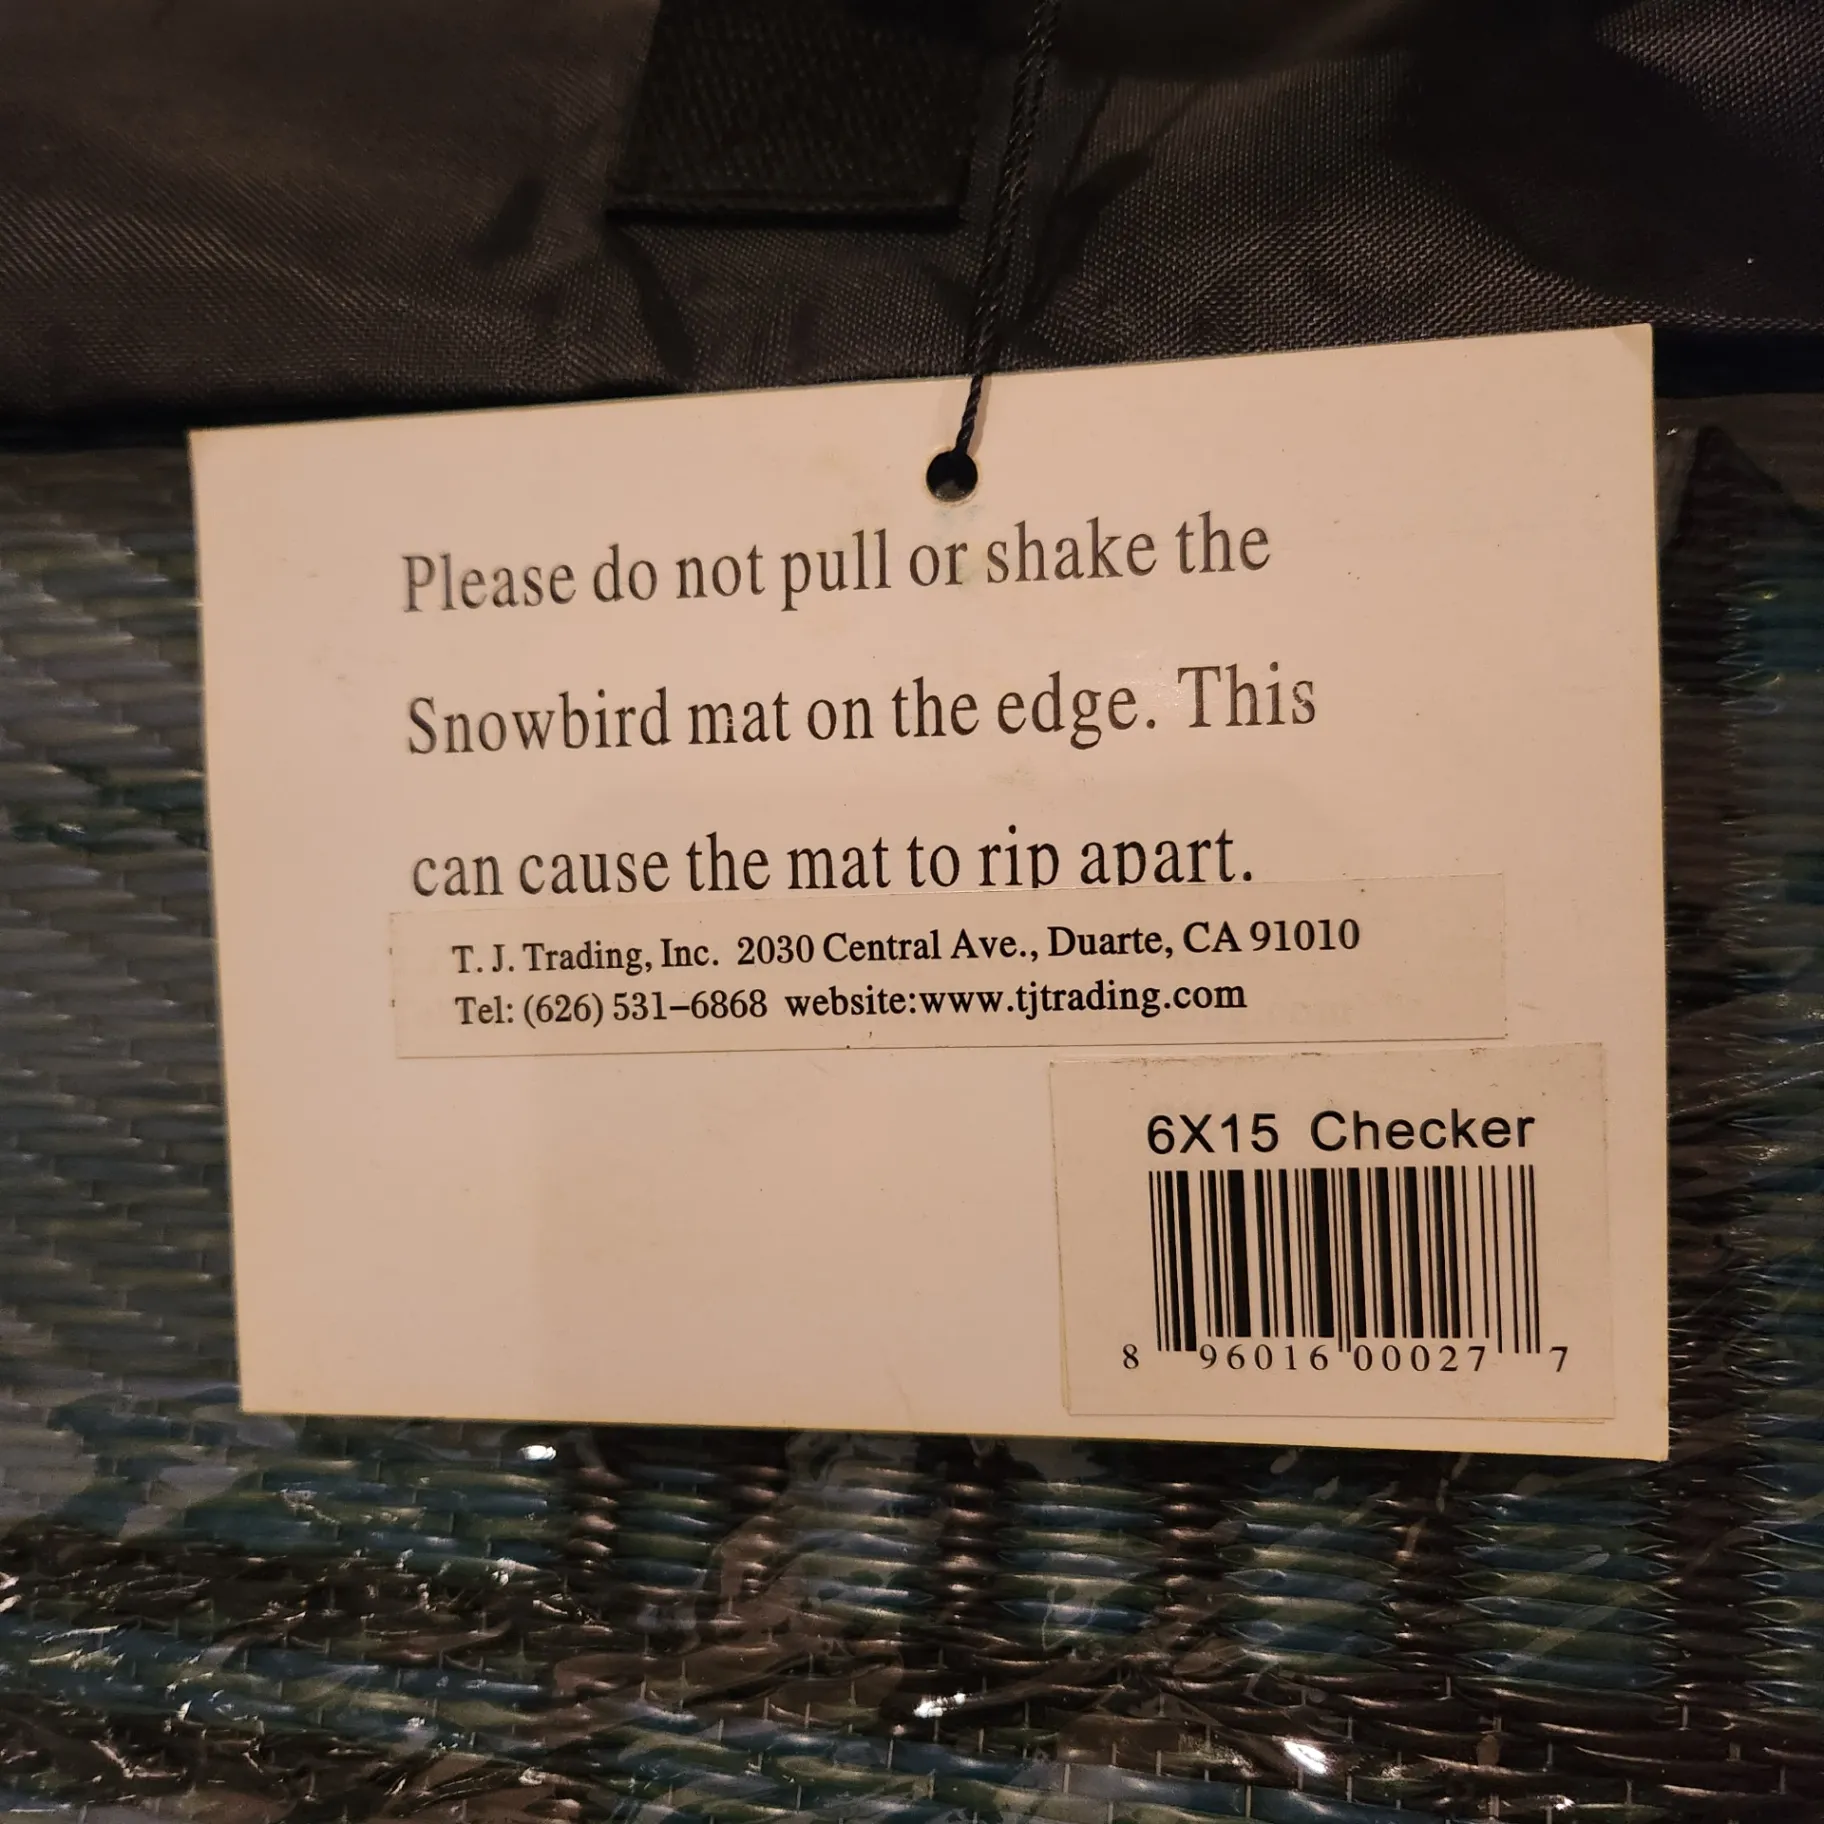 Please do not pull or shake the
Snowbird mat on the edge. This
can cause the mat to rip apart.
T. J. Trading, Inc. 2030 Central Ave., Duarte, CA 91010
Tel: (626) 531-6868 website:www.tjtrading.com
6X15 Checker
8 96016 00027 7